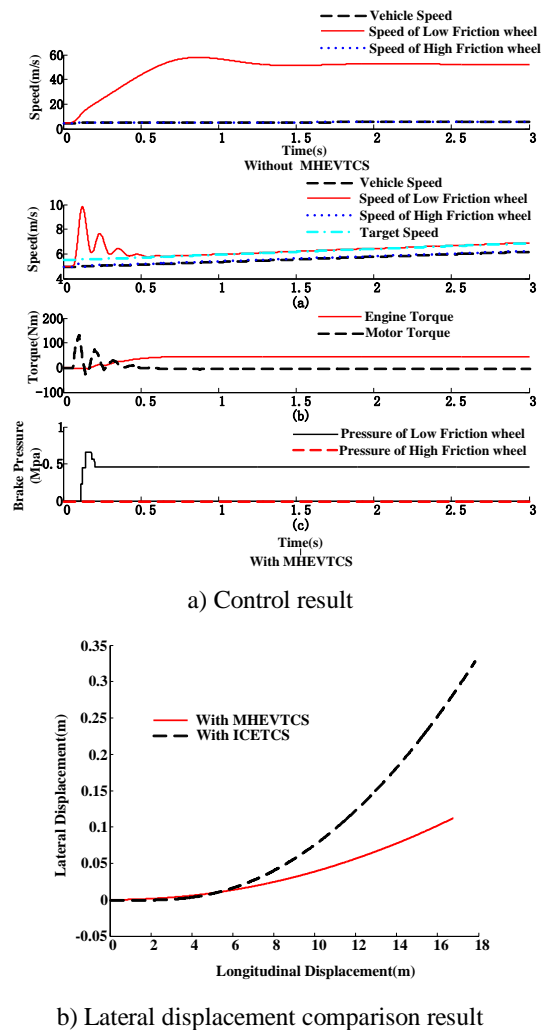 Vehicle Speed
Speed of Low Friction wheel
Speed of High Friction wheel
Speed(m/s)
60
40
20
0
0 0.5 1 1.5 2 2.5 3
Time(s)
Without MHEVTCS
Vehicle Speed
Speed of Low Friction wheel
Speed of High Friction wheel
Target Speed
Speed(m/s)
10
8
6
4
0 0.5 1 1.5 2 2.5 3
(a)
Engine Torque
Motor Torque
Torque(Nm)
200
100
0
-100
0 0.5 1 1.5 2 2.5 3
(b)
Pressure of Low Friction wheel
Pressure of High Friction wheel
Brake Pressure
(Mpa)
1
0.5
0
0 0.5 1 1.5 2 2.5 3
(c)
Time(s)
With MHEVTCS
a) Control result
With MHEVTCS
With ICETCS
Lateral Displacement(m)
0.35
0.3
0.25
0.2
0.15
0.1
0.05
0
-0.05
0 2 4 6 8 10 12 14 16 18
Longitudinal Displacement(m)
b) Lateral displacement comparison result